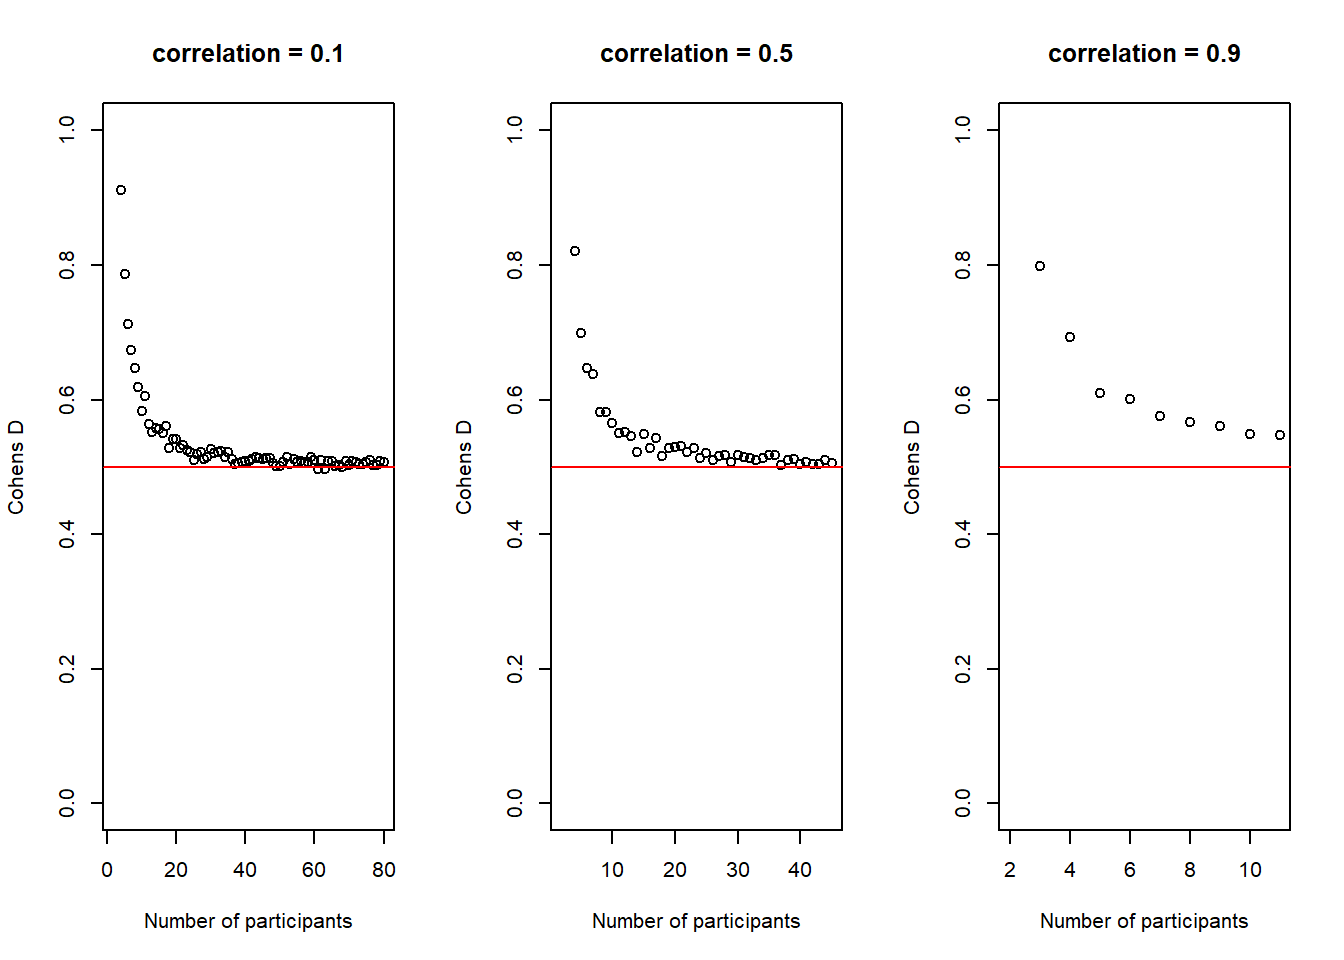 correlation = 0.1
Cohens D
1.0
0.8
0.6
0.4
0.2
0.0
0 20 40 60 80
Number of participants
correlation = 0.5
Cohens D
1.0
0.8
0.6
0.4
0.2
0.0
10 20 30 40
Number of participants
correlation = 0.9
Cohens D
1.0
0.8
0.6
0.4
0.2
0.0
2 4 6 8 10
Number of participants